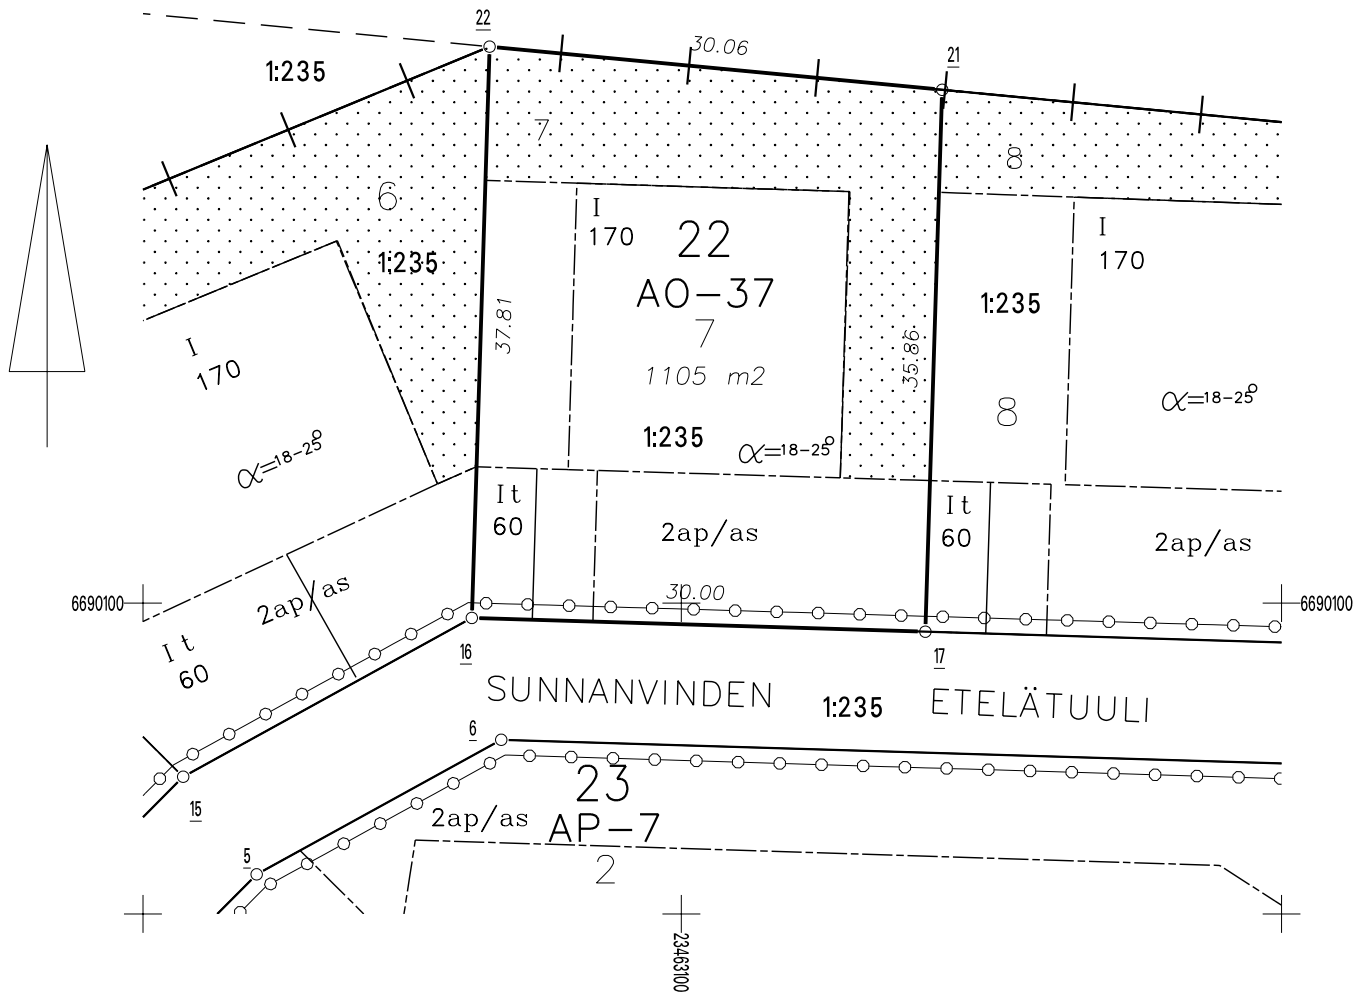 22
30.06
21
1:235
7
8
6
I
170
22
I
170
1:235
AO-37
1:235
37.81
7
35.86
I
170
1105 m2
α=18-25°
8
1:235
α=18-25°
α=18-25°
It
60
2ap/as
It
60
2ap/as
6690100
2ap/as
30.00
6690100
It
60
16
17
SUNNANVINDEN 1:235 ETELÄTUULI
6
15
23
2ap/as
AP-7
5
2
23463100